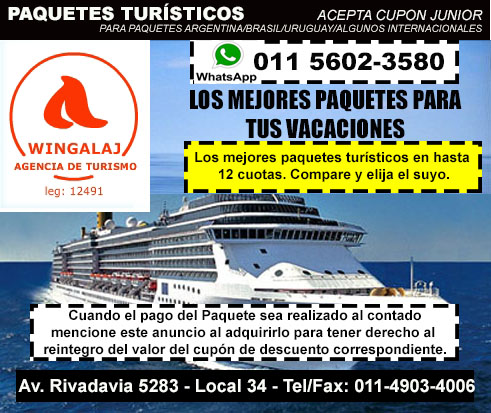 PAQUETES TURÍSTICOS
ACEPTA CUPON JUNIOR
PARA PAQUETES ARGENTINA/BRASIL/URUGUAY/ALGUNOS INTERNACIONALES
WhatsApp
011 5602-3580
LOS MEJORES PAQUETES PARA
TUS VACACIONES
WINGALAJ
AGENCIA DE TURISMO
leg: 12491
Los mejores paquetes turísticos en hasta
12 cuotas. Compare y elija el suyo.
Cuando el pago del Paquete sea realizado al contado
mencione este anuncio al adquirirlo para tener derecho al
reintegro del valor del cupón de descuento correspondiente.
Av. Rivadavia 5283 - Local 34 - Tel/Fax: 011-4903-4006